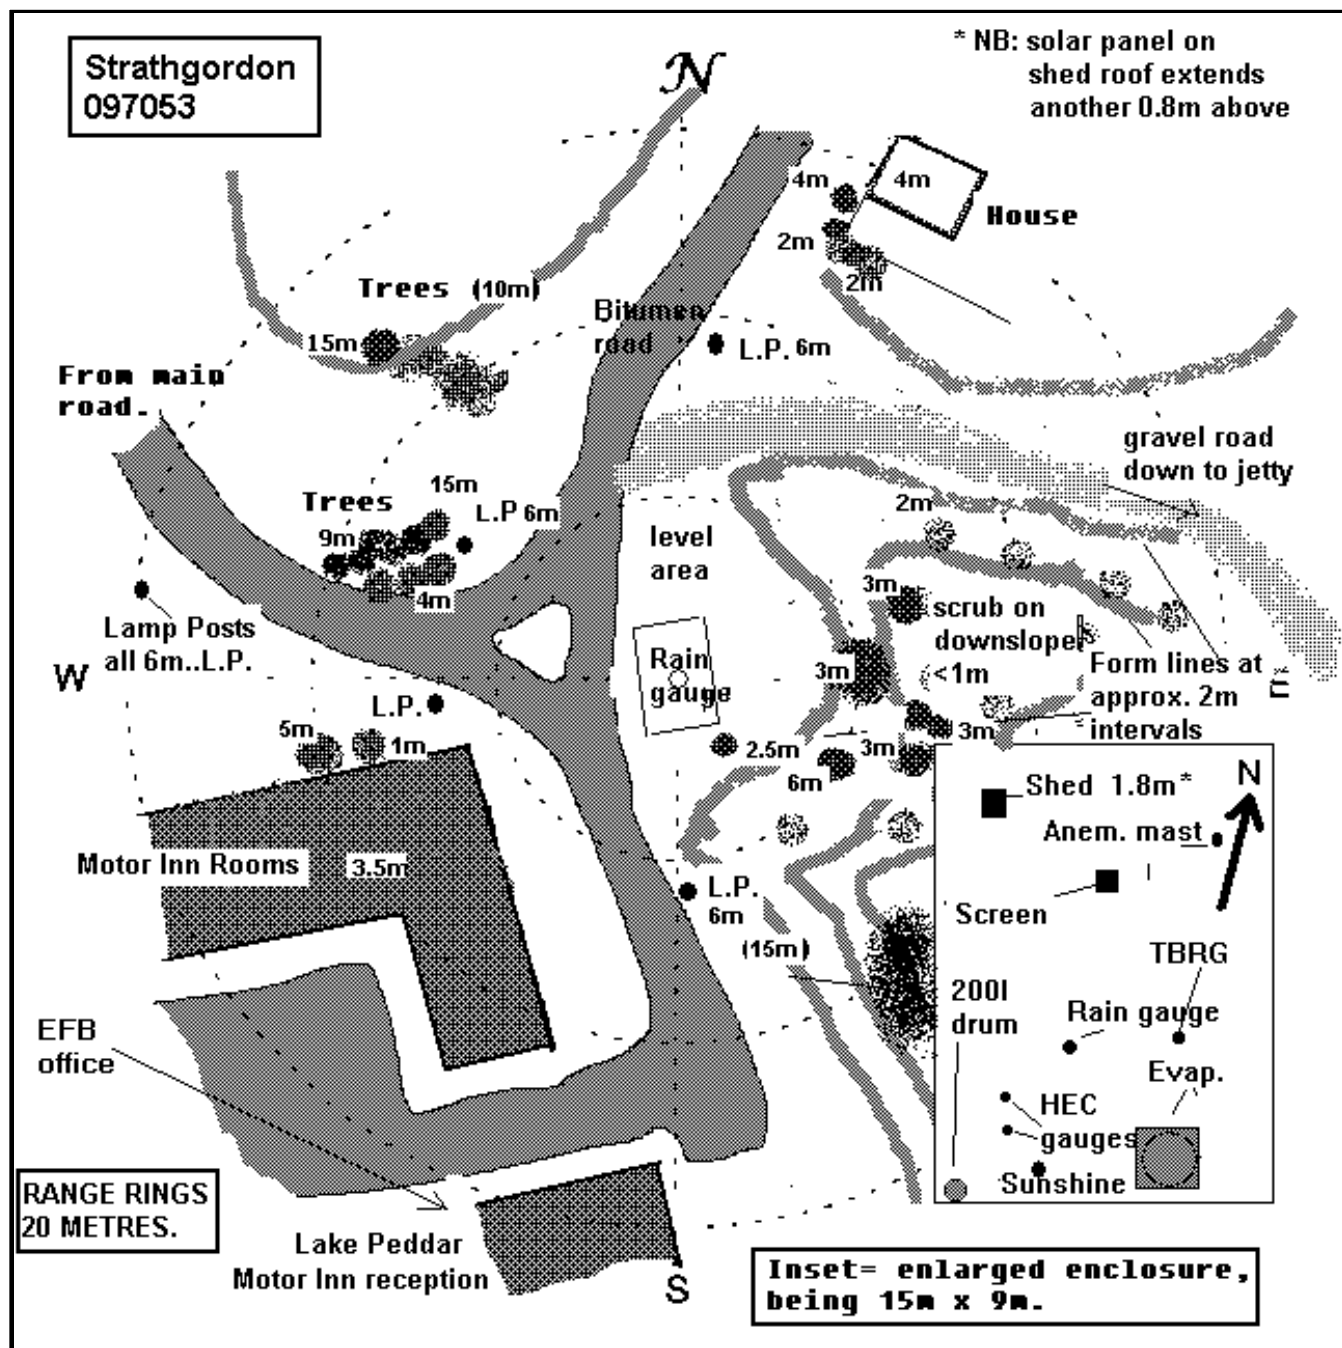 Strathgordon
097053
* NB: solar panel on
shed roof extends
another 0.8m above
N
4m
4m
House
2m
2m
Trees (10m)
15m
Bitumen
road
L.P. 6m
From main
road.
gravel road
down to jetty
15m
Trees
L.P 6m
9m
2m
level
area
4m
3m
scrub on
downslope
<1m
Lamp Posts
all 6m..L.P.
W
Rain
gauge
3m
Form lines at
approx. 2m
intervals
E
L.P.
5m
1m
2.5m
3m
3m
6m
Motor Inn Rooms
3.5m
L.P.
6m
(15m)
Shed 1.8m*
N
Anem. mast
Screen
TBRG
200l
drum
Rain gauge
Evap.
HEC
gauges
Sunshine
EFB
office
RANGE RINGS
20 METRES.
Lake Peddar
Motor Inn reception
S
Inset= enlarged enclosure,
being 15m x 9m.